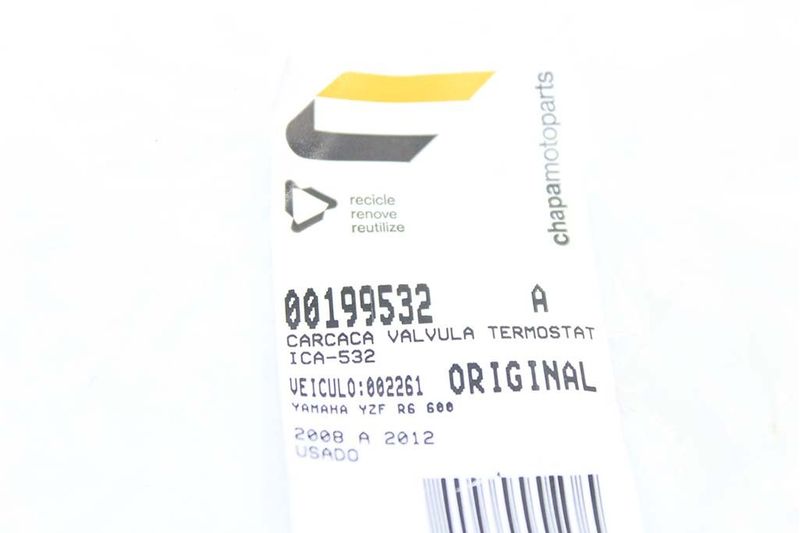 chapamotoparts
recicle
renove
reutilize
00199532 A
CARCACA VALVULA TERMOSTAT
ICA-532
VEICULO:002261 ORIGINAL
YAMAHA YZF R6 600
2008 A 2012
USADO